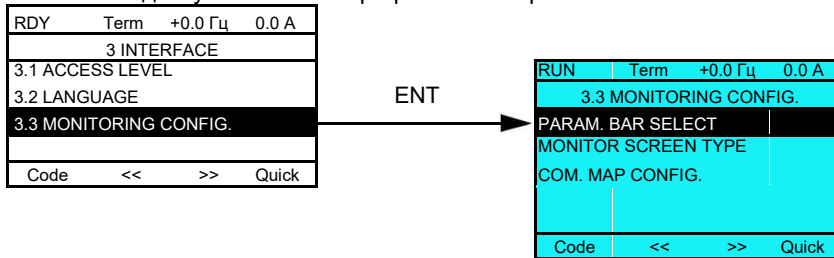 RDY Term +0.0 Гц 0.0 A
3 INTERFACE
3.1 ACCESS LEVEL
3.2 LANGUAGE
3.3 MONITORING CONFIG.
Code << >> Quick
ENT
RUN Term +0.0 Гц 0.0 A
3.3 MONITORING CONFIG.
PARAM. BAR SELECT
MONITOR SCREEN TYPE
COM. MAP CONFIG.
Code << >> Quick